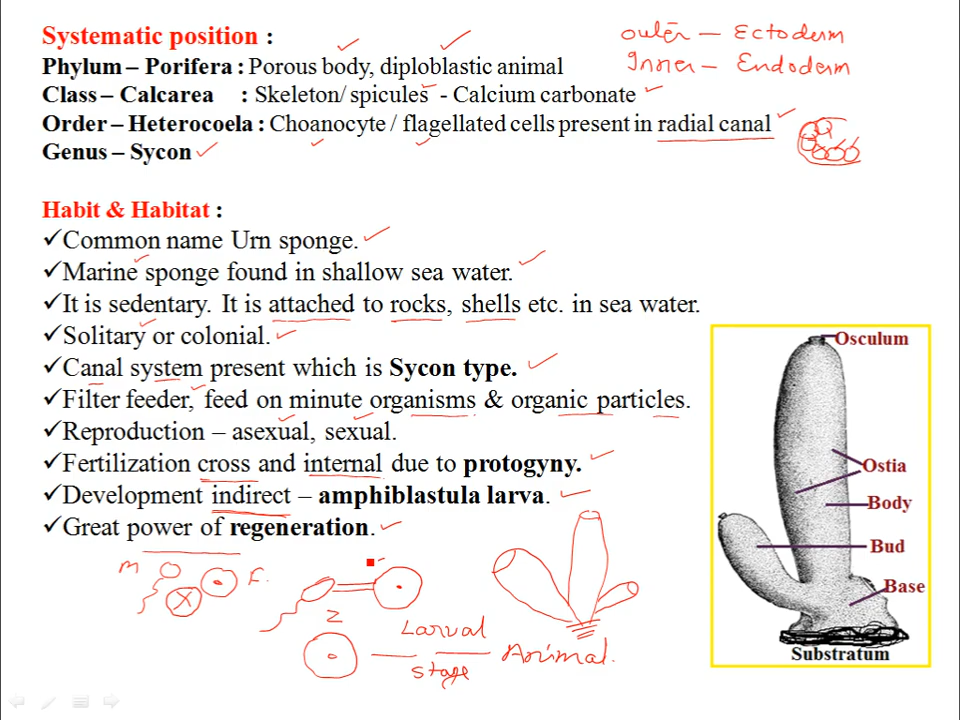 Systematic position :
outer – Ectoderm
Phylum – Porifera : Porous body, diploblastic animal
Inner – Endoderm
Class – Calcarea : Skeleton/ spicules - Calcium carbonate
Order – Heterocoela : Choanocyte / flagellated cells present in radial canal
Genus – Sycon
Habit & Habitat :
✓Common name Urn sponge.
✓Marine sponge found in shallow sea water.
✓It is sedentary. It is attached to rocks, shells etc. in sea water.
✓Solitary or colonial.
✓Canal system present which is Sycon type.
✓Filter feeder, feed on minute organisms & organic particles.
✓Reproduction – asexual, sexual.
✓Fertilization cross and internal due to protogyny.
✓Development indirect – amphiblastula larva.
✓Great power of regeneration.
Osculum
Ostia
Body
Bud
Base
Substratum
M
F.
Z
Larval
stage
Animal.